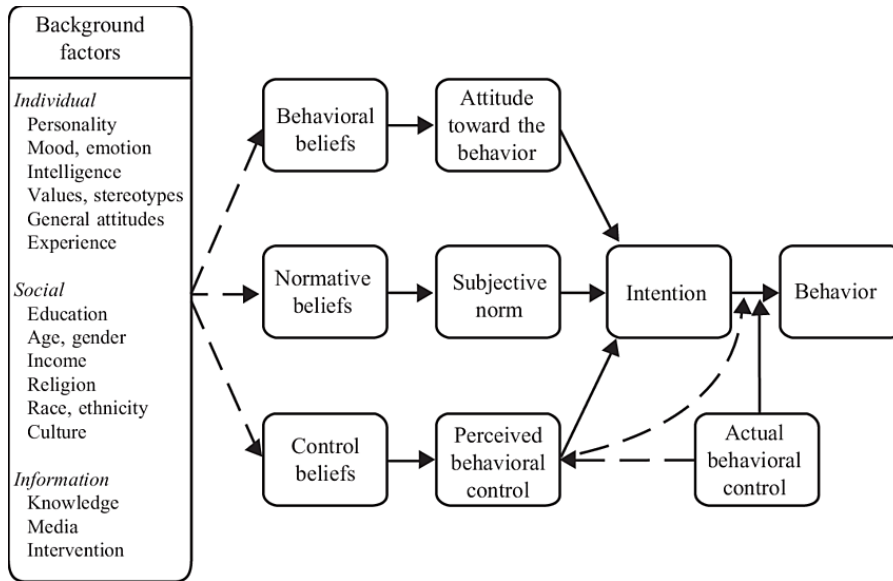 Background
factors
Individual
Personality
Mood, emotion
Intelligence
Values, stereotypes
General attitudes
Experience
Social
Education
Age, gender
Income
Religion
Race, ethnicity
Culture
Information
Knowledge
Media
Intervention
Behavioral
beliefs
Attitude
toward the
behavior
Normative
beliefs
Subjective
norm
Intention
Behavior
Control
beliefs
Perceived
behavioral
control
Actual
behavioral
control